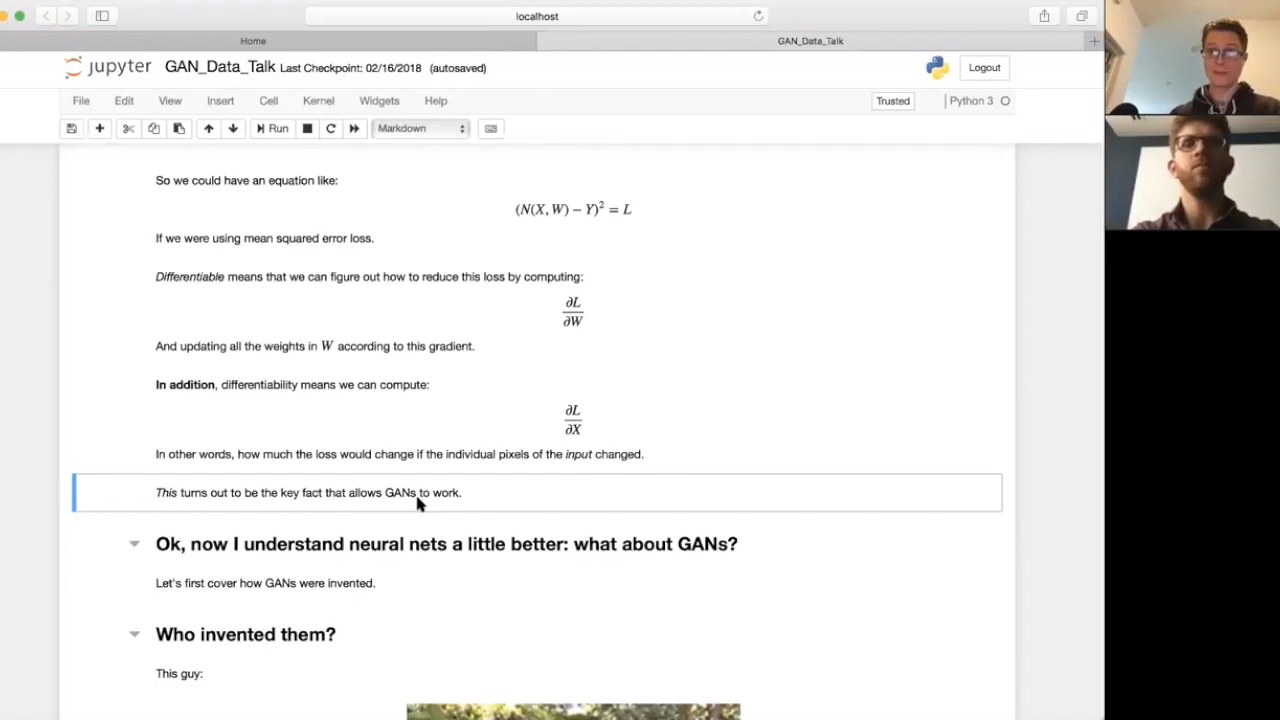 localhost
Home
GAN_Data_Talk
jupyter GAN_Data_Talk Last Checkpoint: 02/16/2018 (autosaved)
Logout
File Edit View Insert Cell Kernel Widgets Help
Trusted
Python 3
Run
Markdown
So we could have an equation like:
(N(X, W) − Y)² = L
If we were using mean squared error loss.
Differentiable means that we can figure out how to reduce this loss by computing:
∂L
∂W
And updating all the weights in W according to this gradient.
In addition, differentiability means we can compute:
∂L
∂X
In other words, how much the loss would change if the individual pixels of the input changed.
This turns out to be the key fact that allows GANs to work.
Ok, now I understand neural nets a little better: what about GANs?
Let's first cover how GANs were invented.
Who invented them?
This guy: